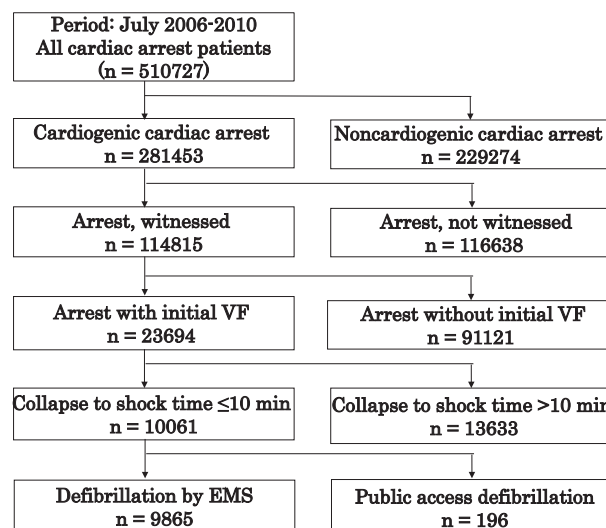 Period: July 2006-2010
All cardiac arrest patients
(n = 510727)
Cardiogenic cardiac arrest
n = 281453
Noncardiogenic cardiac arrest
n = 229274
Arrest, witnessed
n = 114815
Arrest, not witnessed
n = 116638
Arrest with initial VF
n = 23694
Arrest without initial VF
n = 91121
Collapse to shock time ≤10 min
n = 10061
Collapse to shock time >10 min
n = 13633
Defibrillation by EMS
n = 9865
Public access defibrillation
n = 196